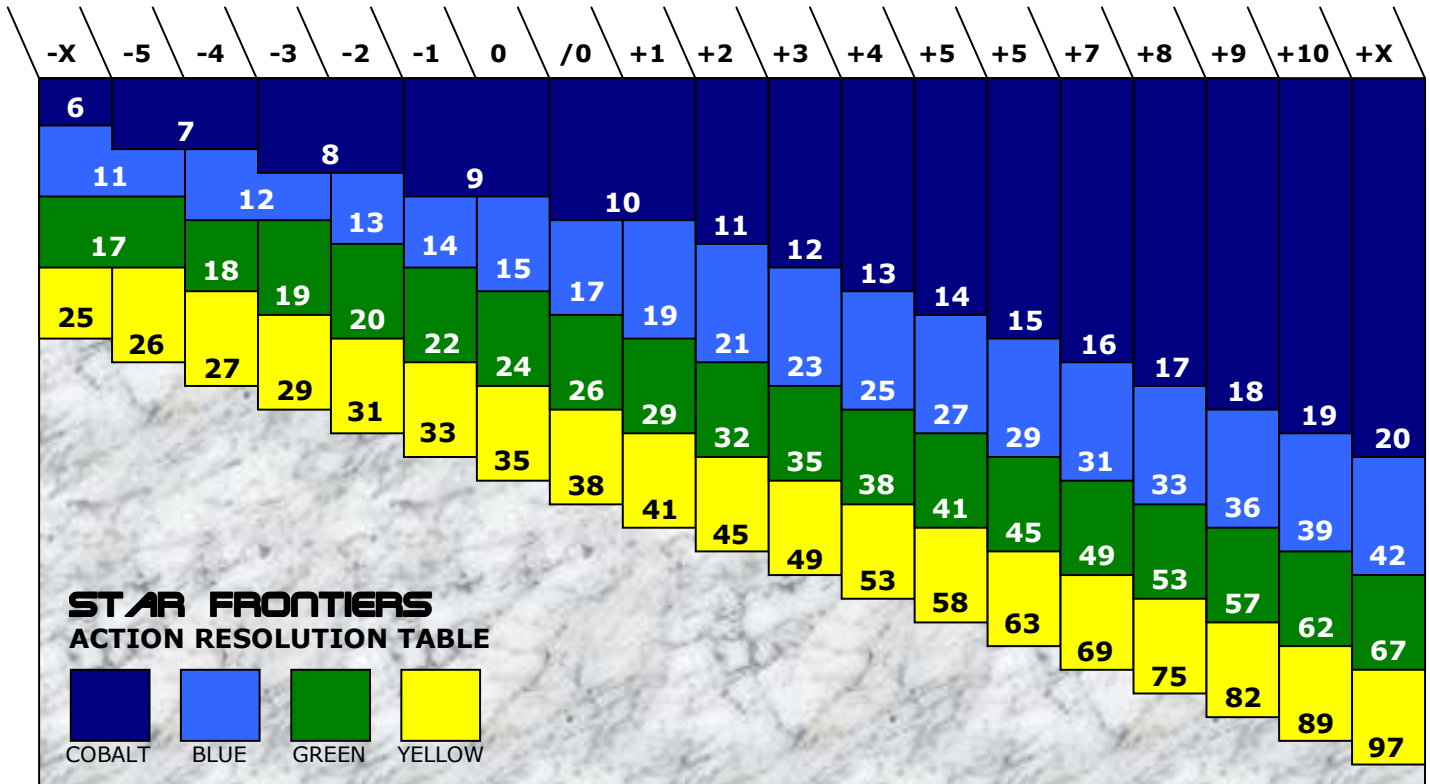 -X -5 -4 -3 -2 -1 0 /0 +1 +2 +3 +4 +5 +5 +7 +8 +9 +10 +X
6 7 8 9 10 11 12 13 14 15 16 17 18 19 20
11 12 13 14 15 17 19 21 23 25 27 29 31 33 36 39 42
17 18 19 20 22 24 26 29 32 35 38 41 45 49 53 57 62 67
25 26 27 29 31 33 35 38 41 45 49 53 58 63 69 75 82 89 97
STAR FRONTIERS
ACTION RESOLUTION TABLE
COBALT BLUE GREEN YELLOW